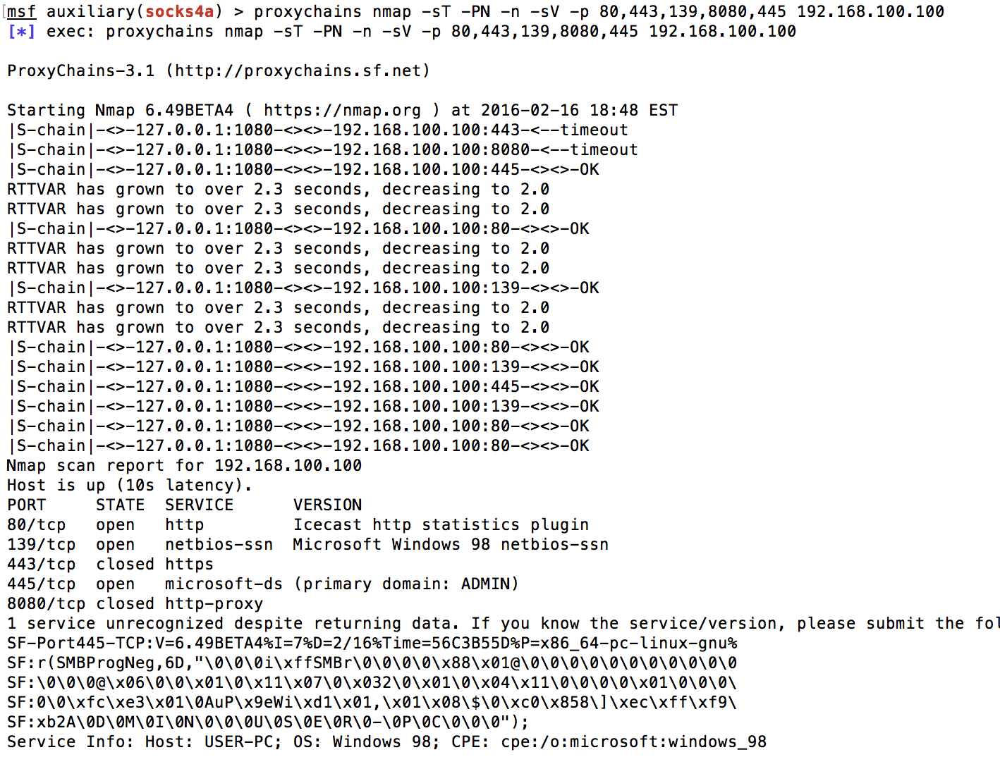 msf auxiliary(socks4a) > proxychains nmap -sT -PN -n -sV -p 80,443,139,8080,445 192.168.100.100
[*] exec: proxychains nmap -sT -PN -n -sV -p 80,443,139,8080,445 192.168.100.100
ProxyChains-3.1 (http://proxychains.sf.net)
Starting Nmap 6.49BETA4 ( https://nmap.org ) at 2016-02-16 18:48 EST
|S-chain|-<>-127.0.0.1:1080-<><>-192.168.100.100:443-<--timeout
|S-chain|-<>-127.0.0.1:1080-<><>-192.168.100.100:8080-<--timeout
|S-chain|-<>-127.0.0.1:1080-<><>-192.168.100.100:445-<><>-OK
RTTVAR has grown to over 2.3 seconds, decreasing to 2.0
RTTVAR has grown to over 2.3 seconds, decreasing to 2.0
|S-chain|-<>-127.0.0.1:1080-<><>-192.168.100.100:80-<><>-OK
RTTVAR has grown to over 2.3 seconds, decreasing to 2.0
RTTVAR has grown to over 2.3 seconds, decreasing to 2.0
|S-chain|-<>-127.0.0.1:1080-<><>-192.168.100.100:139-<><>-OK
RTTVAR has grown to over 2.3 seconds, decreasing to 2.0
RTTVAR has grown to over 2.3 seconds, decreasing to 2.0
|S-chain|-<>-127.0.0.1:1080-<><>-192.168.100.100:80-<><>-OK
|S-chain|-<>-127.0.0.1:1080-<><>-192.168.100.100:139-<><>-OK
|S-chain|-<>-127.0.0.1:1080-<><>-192.168.100.100:445-<><>-OK
|S-chain|-<>-127.0.0.1:1080-<><>-192.168.100.100:139-<><>-OK
|S-chain|-<>-127.0.0.1:1080-<><>-192.168.100.100:80-<><>-OK
|S-chain|-<>-127.0.0.1:1080-<><>-192.168.100.100:80-<><>-OK
Nmap scan report for 192.168.100.100
Host is up (10s latency).
PORT     STATE  SERVICE      VERSION
80/tcp   open   http         Icecast http statistics plugin
139/tcp  open   netbios-ssn  Microsoft Windows 98 netbios-ssn
443/tcp  closed https
445/tcp  open   microsoft-ds (primary domain: ADMIN)
8080/tcp closed http-proxy
1 service unrecognized despite returning data. If you know the service/version, please submit the fol
SF-Port445-TCP:V=6.49BETA4%I=7%D=2/16%Time=56C3B55D%P=x86_64-pc-linux-gnu%
SF:r(SMBProgNeg,6D,"\0\0\0i\xffSMBr\0\0\0\0\x88\x01@\0\0\0\0\0\0\0\0\0\0\0
SF:\0\0\0@\x06\0\0\x01\0\x11\x07\0\x032\0\x01\0\x04\x11\0\0\0\0\x01\0\0\0\
SF:0\0\xfc\xe3\x01\0AuP\x9eWi\xd1\x01,\x01\x08\$\0\xc0\x858\]\xec\xff\xf9\
SF:xb2A\0D\0M\0I\0N\0\0\0U\0S\0E\0R\0-\0P\0C\0\0\0");
Service Info: Host: USER-PC; OS: Windows 98; CPE: cpe:/o:microsoft:windows_98